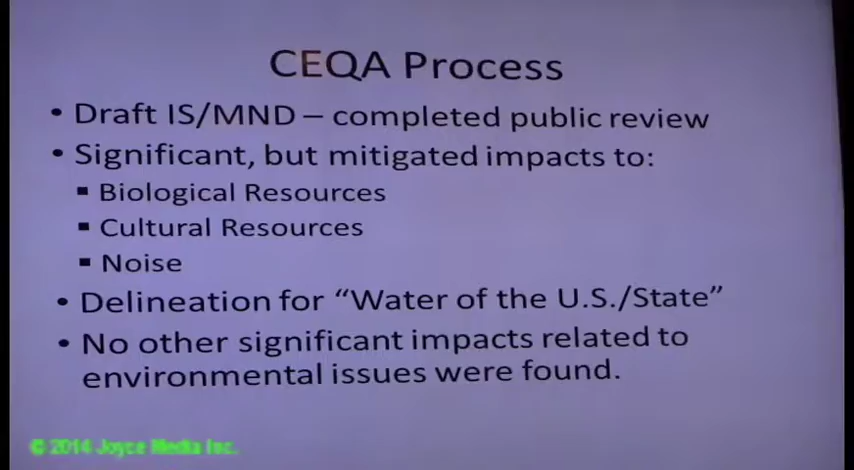 CEQA Process
• Draft IS/MND – completed public review
• Significant, but mitigated impacts to:
▪ Biological Resources
▪ Cultural Resources
▪ Noise
• Delineation for “Water of the U.S./State”
• No other significant impacts related to
environmental issues were found.
© 2014 Joyce Media Inc.